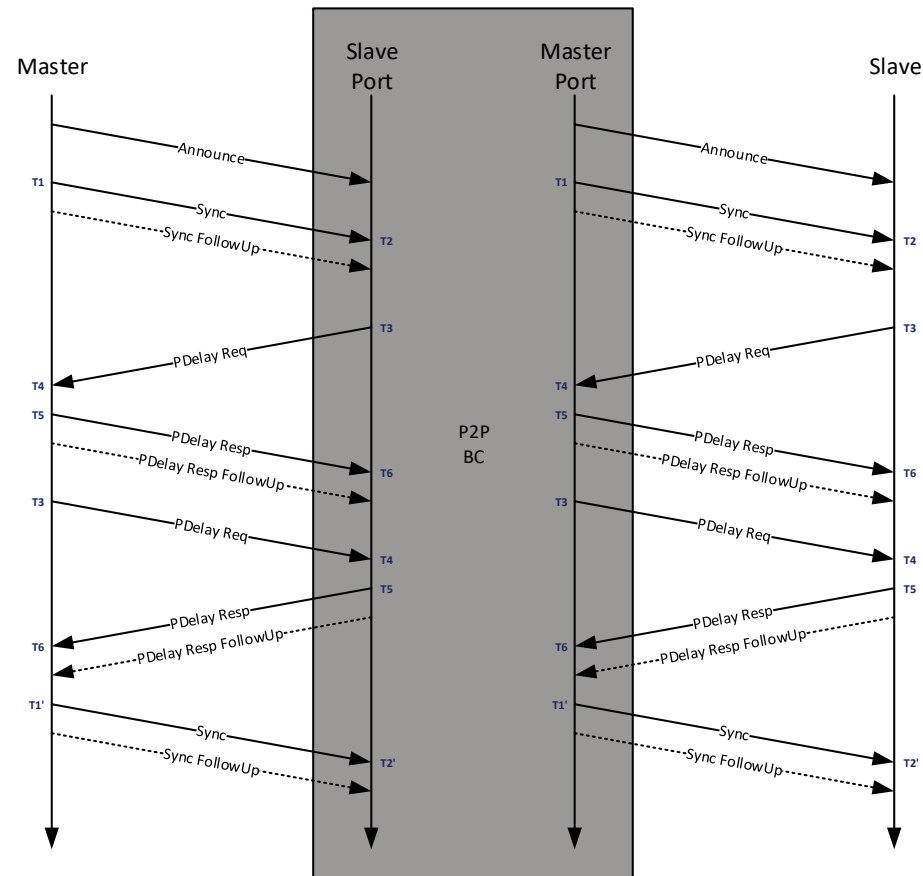 Master
Slave
Port
Master
Port
Slave
Announce
Announce
T1
Sync
Sync
Sync FollowUp
T2
Sync FollowUp
T2
T3
T3
PDelay Req
PDelay Req
T4
T4
T5
T5
PDelay Resp
PDelay Resp
P2P
BC
PDelay Resp FollowUp
T6
PDelay Resp FollowUp
T6
T3
T3
PDelay Req
PDelay Req
T4
T4
T5
T5
PDelay Resp
PDelay Resp
T6
PDelay Resp FollowUp
T6
PDelay Resp FollowUp
T1'
T1'
Sync
Sync
Sync FollowUp
T2'
Sync FollowUp
T2'